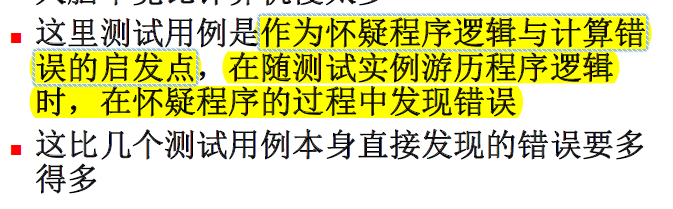 这里测试用例是作为怀疑程序逻辑与计算错
误的启发点，在随测试实例游历程序逻辑
时，在怀疑程序的过程中发现错误
这比几个测试用例本身直接发现的错误要多
得多